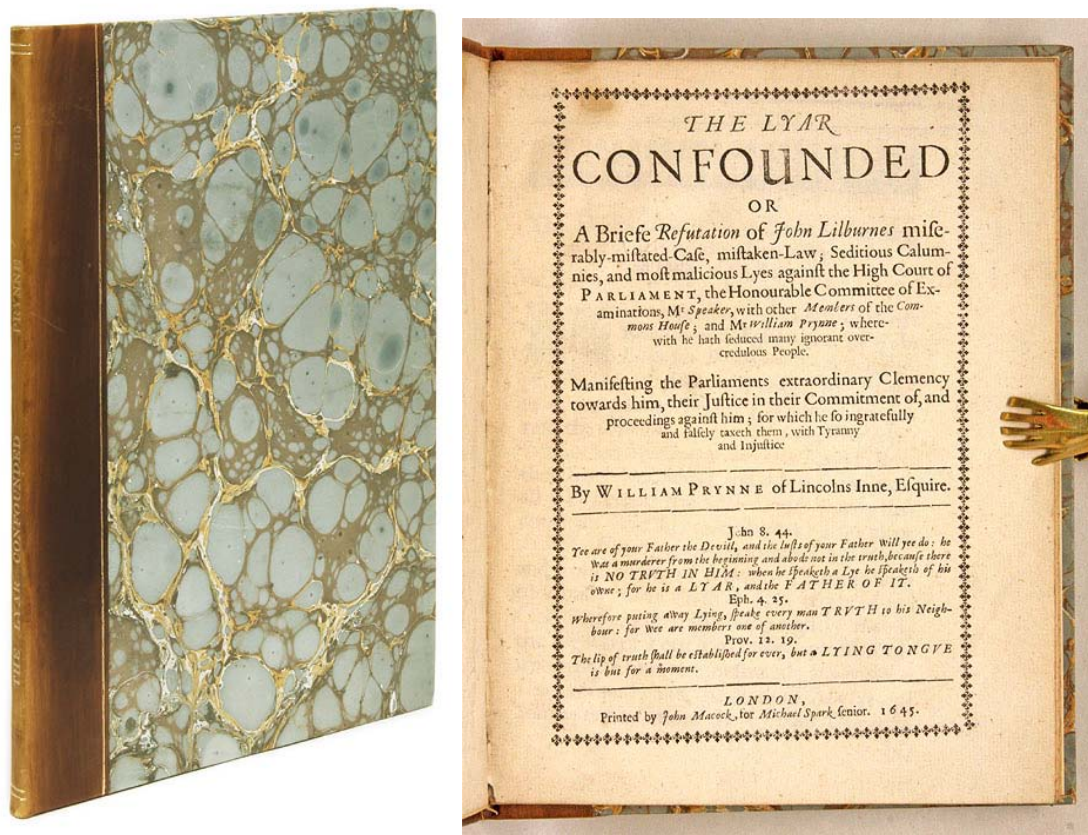 THE LYAR CONFOUNDED PRYNNE 1645
THE LYAR
CONFOUNDED
OR
A Briefe Refutation of John Lilburnes mise-
rably-mistated-Case, mistaken-Law; Seditious Calum-
nies, and most malicious Lyes against the High Court of
PARLIAMENT, the Honourable Committee of Ex-
aminations, Mr Speaker, with other Members of the Com-
mons House; and Mr William Prynne; where-
with he hath seduced many ignorant over-
credulous People.
Manifesting the Parliaments extraordinary Clemency
towards him, their Justice in their Commitment of, and
proceedings against him; for which he so ingratefully
and falsely taxeth them, with Tyranny
and Injustice
By WILLIAM PRYNNE of Lincolns Inne, Esquire.
John 8. 44.
Yee are of your Father the Devill, and the lusts of your Father will yee do: he
was a murderer from the beginning and abode not in the truth, because there
is NO TRVTH IN HIM: when he speaketh a Lye he speaketh of his
owne; for he is a LYAR, and the FATHER OF IT.
Eph. 4. 25.
Wherefore puting away Lying, speake every man TRVTH to his Neigh-
bour: for wee are members one of another.
Prov. 12. 19.
The lip of truth shall be established for ever, but a LYING TONGVE
is but for a moment.
LONDON,
Printed by John Macock, for Michael Spark senior. 1645.